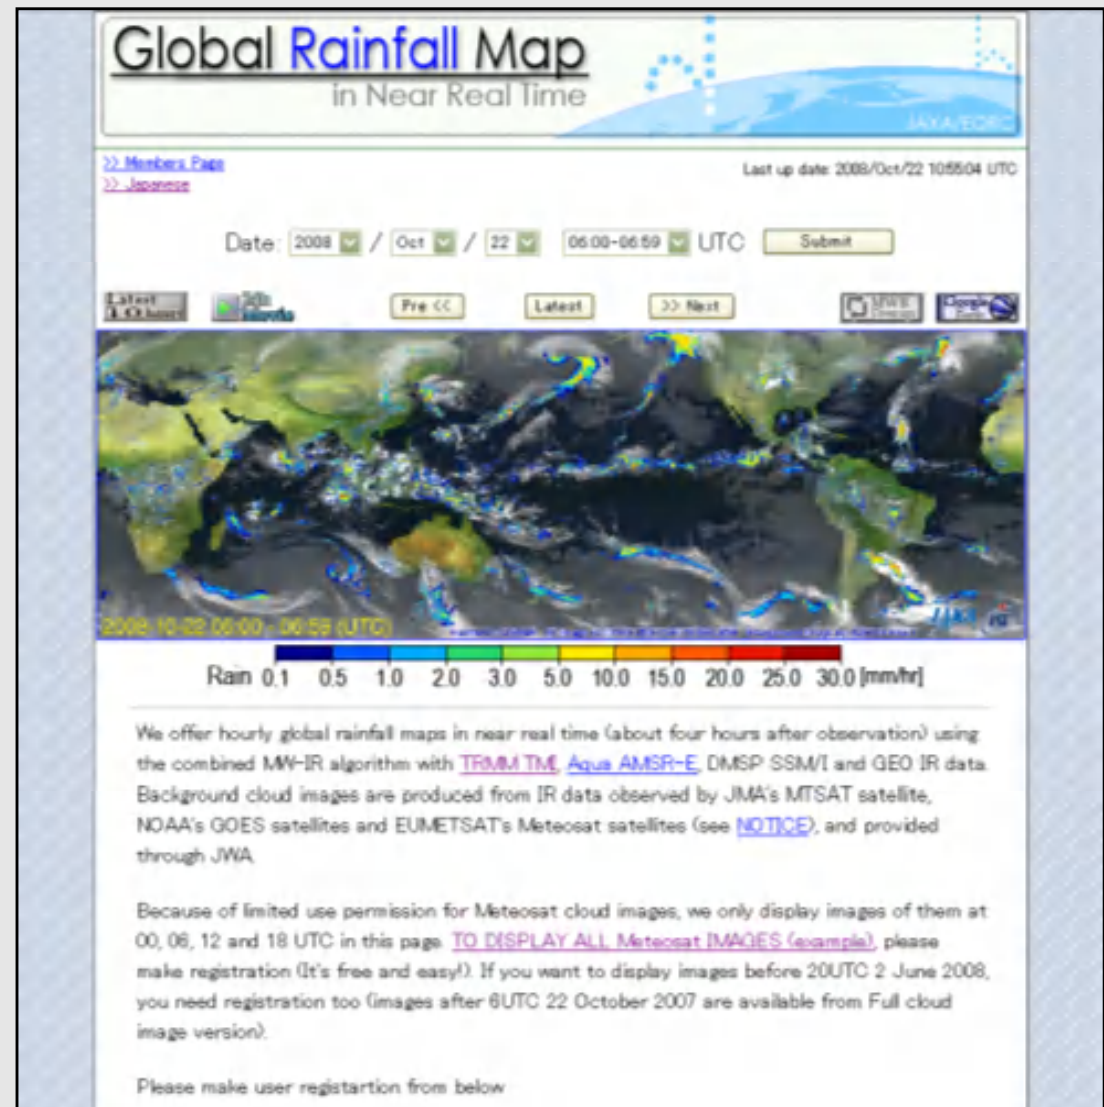 Global Rainfall Map
in Near Real Time
JAXA/EORC
>> Members Page
>> Japanese
Last up date: 2008/Oct/22 10:55:04 UTC
Date: 2008 / Oct / 22 06:00-06:59 UTC Submit
Latest
Movie
Pre << Latest >> Next
Google
2008-10-22 06:00 - 06:59 (UTC)
Rain 0.1 0.5 1.0 2.0 3.0 5.0 10.0 15.0 20.0 25.0 30.0 [mm/hr]
We offer hourly global rainfall maps in near real time (about four hours after observation) using
the combined MW-IR algorithm with TRMM TMI, Aqua AMSR-E, DMSP SSM/I and GEO IR data.
Background cloud images are produced from IR data observed by JMA's MTSAT satellite,
NOAA's GOES satellites and EUMETSAT's Meteosat satellites (see NOTICE), and provided
through JWA.
Because of limited use permission for Meteosat cloud images, we only display images of them at
00, 06, 12 and 18 UTC in this page. TO DISPLAY ALL Meteosat IMAGES (example), please
make registration (It's free and easy!). If you want to display images before 20UTC 2 June 2008,
you need registration too (images after 6UTC 22 October 2007 are available from Full cloud
image version).
Please make user registartion from below